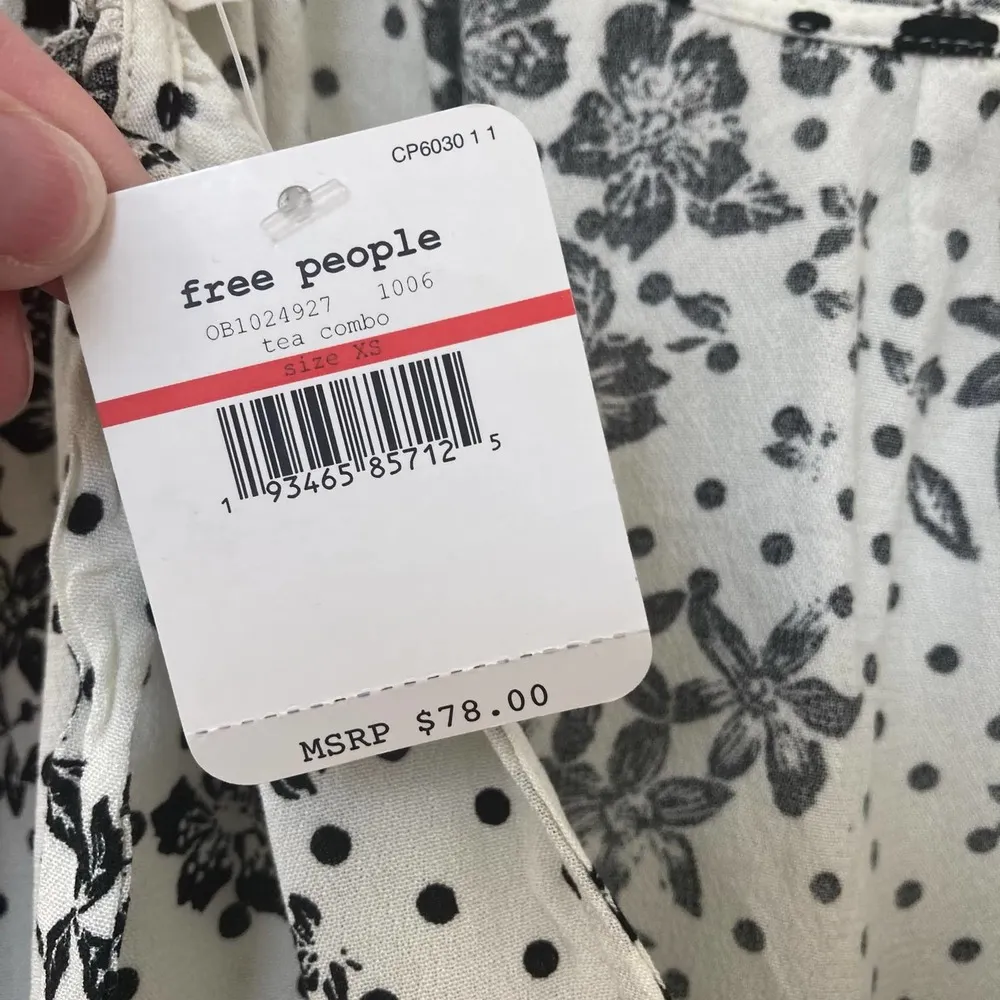 CP6030 1 1
free people
OB1024927 1006
tea combo
size XS
1 93465 85712 5
MSRP $78.00